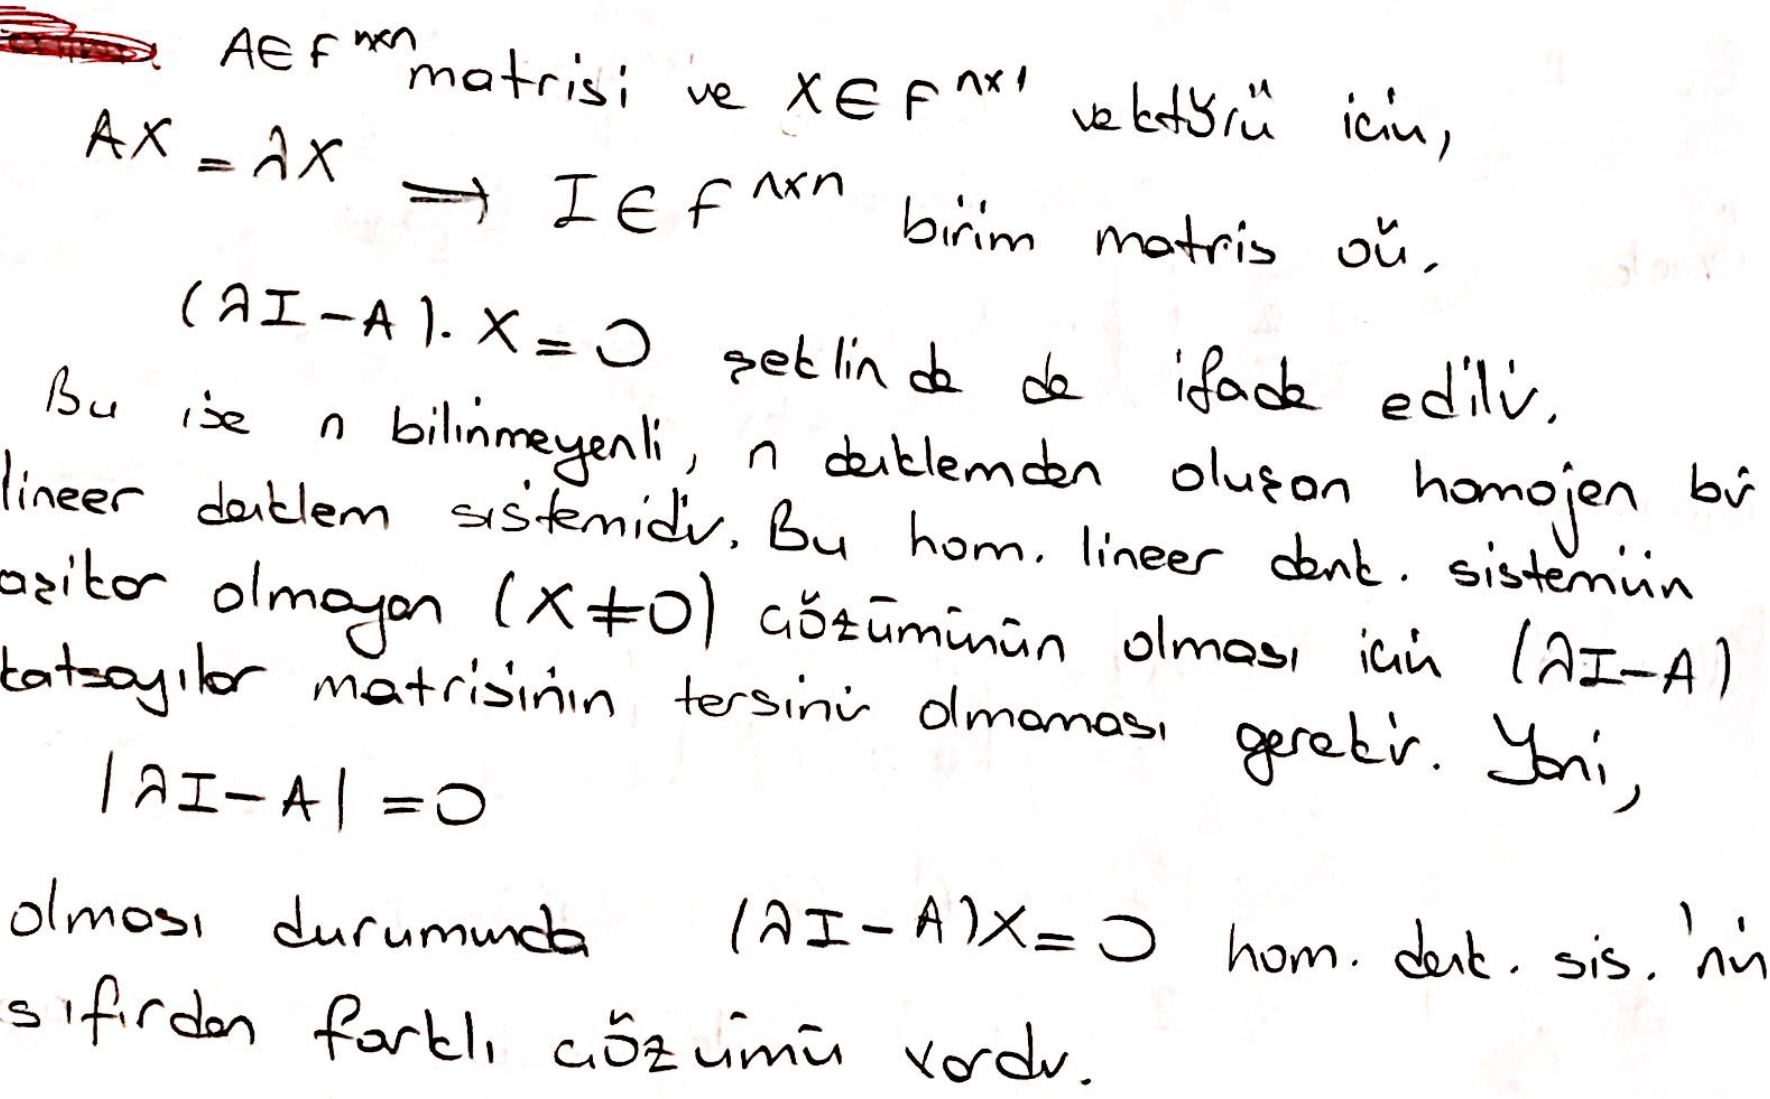 A∈F^{n×n} matrisi ve X∈F^{n×1} vektörü için,
AX = λX ⟹ I∈F^{n×n} birim matris oü.
(λI-A).X=0 şeklinde de ifade edilir.
Bu ise n bilinmeyenli, n denklemden oluşan homojen bir
lineer denklem sistemidir. Bu hom. lineer denk. sisteminin
aşikar olmayan (X≠0) çözümünün olması için (λI-A)
katsayılar matrisinin tersinir olmaması gerekir. Yani,
|λI-A|=0
olması durumunda (λI-A)X=0 hom. denk. sis.'nin
sıfırdan farklı çözümü vardır.